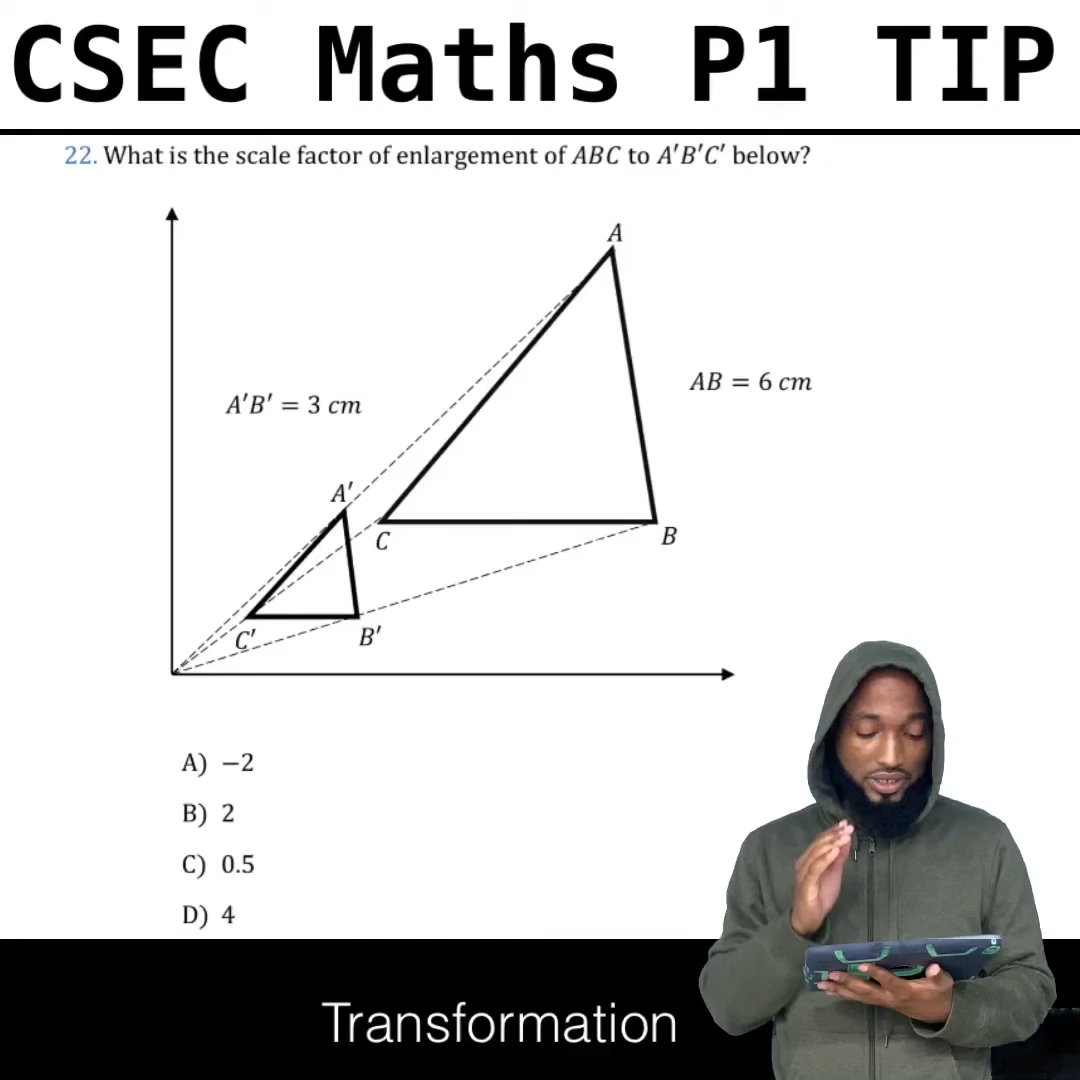 CSEC Maths P1 TIP
22. What is the scale factor of enlargement of ABC to A′B′C′ below?
A
AB = 6 cm
A′B′ = 3 cm
A′
C
B
C′
B′
A) −2
B) 2
C) 0.5
D) 4
Transformation